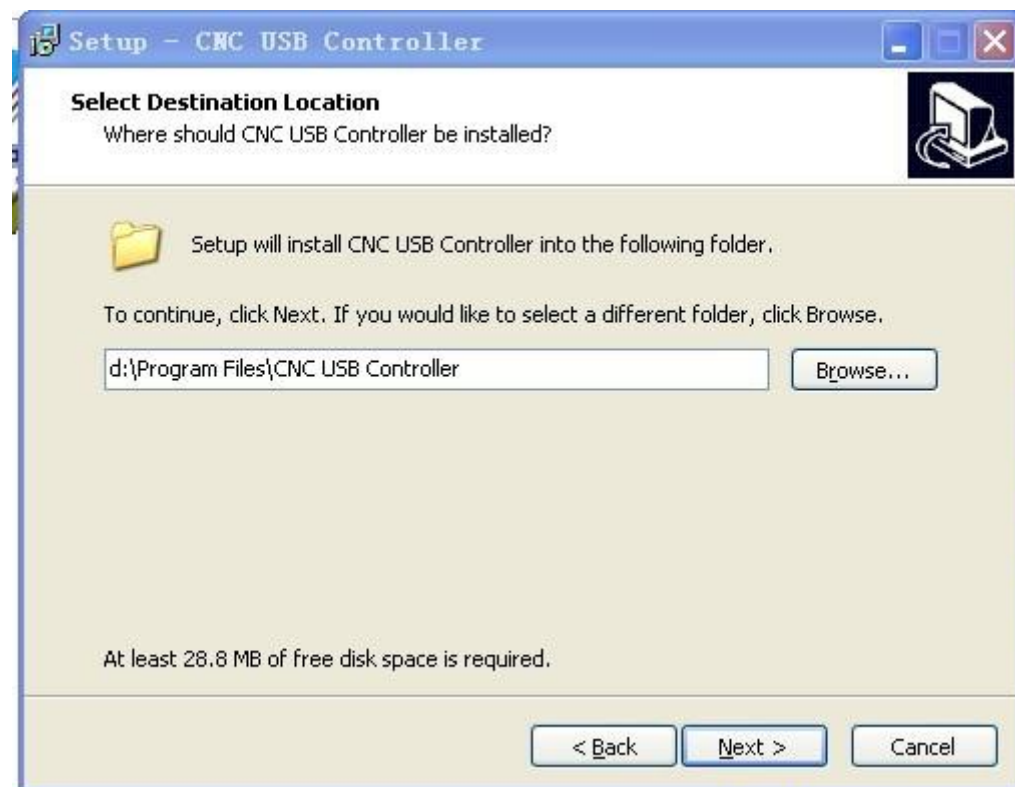 Setup - CNC USB Controller
Select Destination Location
Where should CNC USB Controller be installed?
Setup will install CNC USB Controller into the following folder.
To continue, click Next. If you would like to select a different folder, click Browse.
d:\Program Files\CNC USB Controller
Browse...
At least 28.8 MB of free disk space is required.
< Back
Next >
Cancel